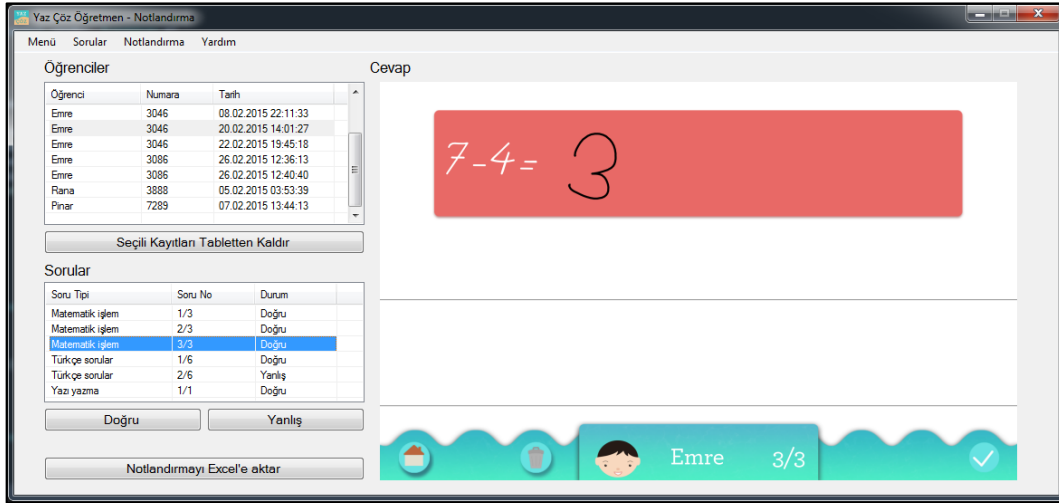 YAZ ÇÖZ
Yaz Çöz Öğretmen - Notlandırma
Menü Sorular Notlandırma Yardım
Öğrenciler
Öğrenci Numara Tarih
Emre 3046 08.02.2015 22:11:33
Emre 3046 20.02.2015 14:01:27
Emre 3046 22.02.2015 19:45:18
Emre 3086 26.02.2015 12:36:13
Emre 3086 26.02.2015 12:40:40
Rana 3888 05.02.2015 03:53:39
Pınar 7289 07.02.2015 13:44:13
Seçili Kayıtları Tabletten Kaldır
Sorular
Soru Tipi Soru No Durum
Matematik işlem 1/3 Doğru
Matematik işlem 2/3 Doğru
Matematik işlem 3/3 Doğru
Türkçe sorular 1/6 Doğru
Türkçe sorular 2/6 Yanlış
Yazı yazma 1/1 Doğru
Doğru Yanlış
Notlandırmayı Excel'e aktar
Cevap
7-4= 3
Emre 3/3